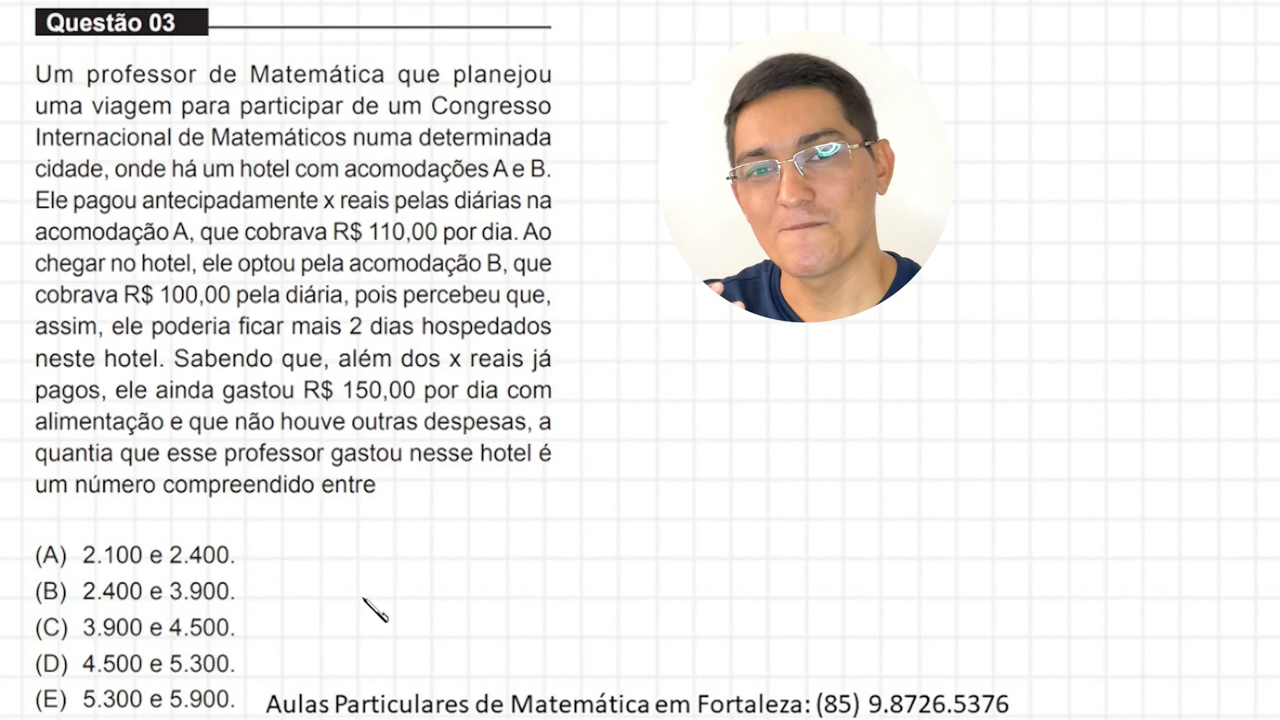 Questão 03
Um professor de Matemática que planejou
uma viagem para participar de um Congresso
Internacional de Matemáticos numa determinada
cidade, onde há um hotel com acomodações A e B.
Ele pagou antecipadamente x reais pelas diárias na
acomodação A, que cobrava R$ 110,00 por dia. Ao
chegar no hotel, ele optou pela acomodação B, que
cobrava R$ 100,00 pela diária, pois percebeu que,
assim, ele poderia ficar mais 2 dias hospedados
neste hotel. Sabendo que, além dos x reais já
pagos, ele ainda gastou R$ 150,00 por dia com
alimentação e que não houve outras despesas, a
quantia que esse professor gastou nesse hotel é
um número compreendido entre
(A) 2.100 e 2.400.
(B) 2.400 e 3.900.
(C) 3.900 e 4.500.
(D) 4.500 e 5.300.
(E) 5.300 e 5.900.
Aulas Particulares de Matemática em Fortaleza: (85) 9.8726.5376